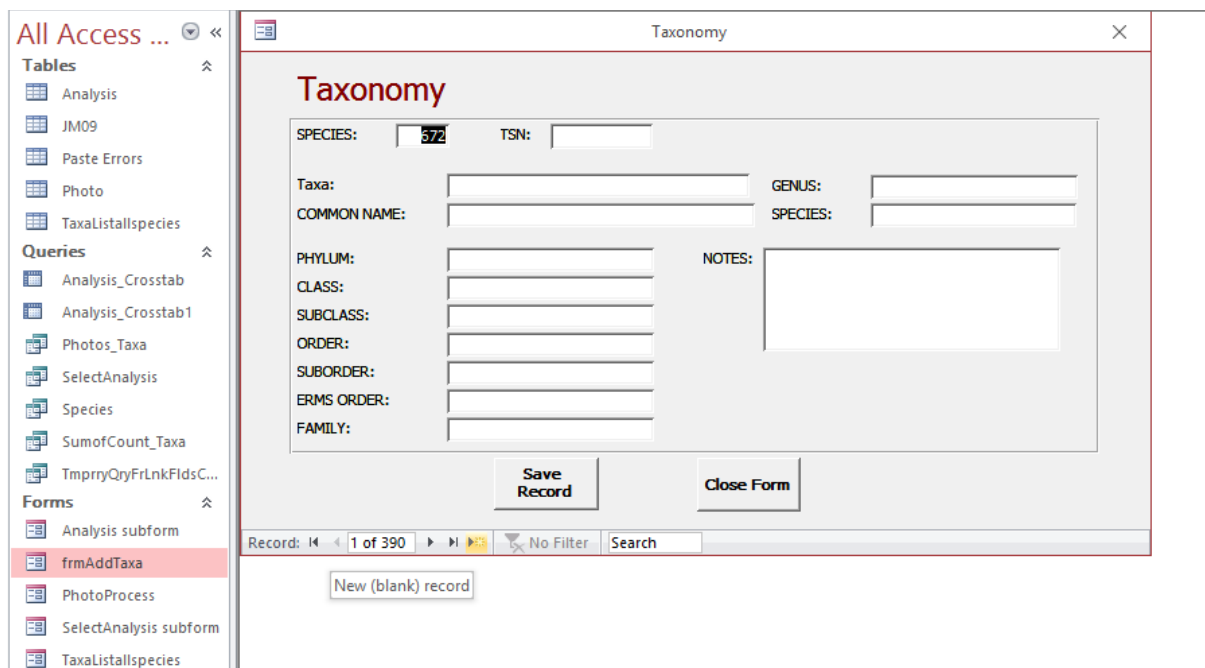 All Access ... «
Tables
Analysis
JM09
Paste Errors
Photo
TaxaListallspecies
Queries
Analysis_Crosstab
Analysis_Crosstab1
Photos_Taxa
SelectAnalysis
Species
SumofCount_Taxa
TmprryQryFrLnkFldsC...
Forms
Analysis subform
frmAddTaxa
PhotoProcess
SelectAnalysis subform
TaxaListallspecies
Taxonomy
Taxonomy
SPECIES: 672 TSN:
Taxa: GENUS:
COMMON NAME: SPECIES:
PHYLUM: NOTES:
CLASS:
SUBCLASS:
ORDER:
SUBORDER:
ERMS ORDER:
FAMILY:
Save
Record
Close Form
Record: 1 of 390 No Filter Search
New (blank) record